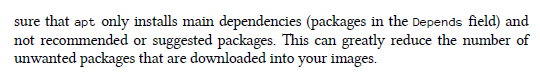 sure that apt only installs main dependencies (packages in the Depends field) and
not recommended or suggested packages. This can greatly reduce the number of
unwanted packages that are downloaded into your images.